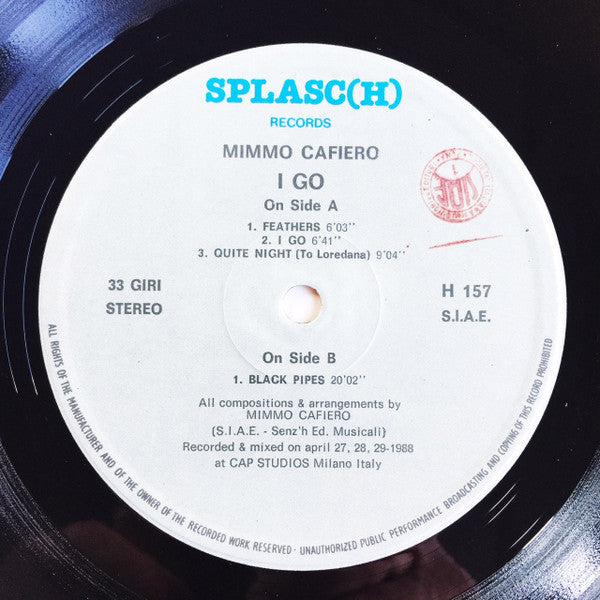 SPLASC(H)
RECORDS
MIMMO CAFIERO
I GO
On Side A
1. FEATHERS 6'03''
2. I GO 6'41''
3. QUITE NIGHT (To Loredana) 9'04''
33 GIRI
STEREO
H 157
S.I.A.E.
On Side B
1. BLACK PIPES 20'02''
All compositions & arrangements by
MIMMO CAFIERO
(S.I.A.E. - Senz'h Ed. Musicali)
Recorded & mixed on april 27, 28, 29-1988
at CAP STUDIOS Milano Italy
ALL RIGHTS OF THE MANUFACTURER AND OF THE OWNER OF THE RECORDED WORK RESERVED · UNAUTHORIZED PUBLIC PERFORMANCE BROADCASTING AND COPYING OF THIS RECORD PROHIBITED